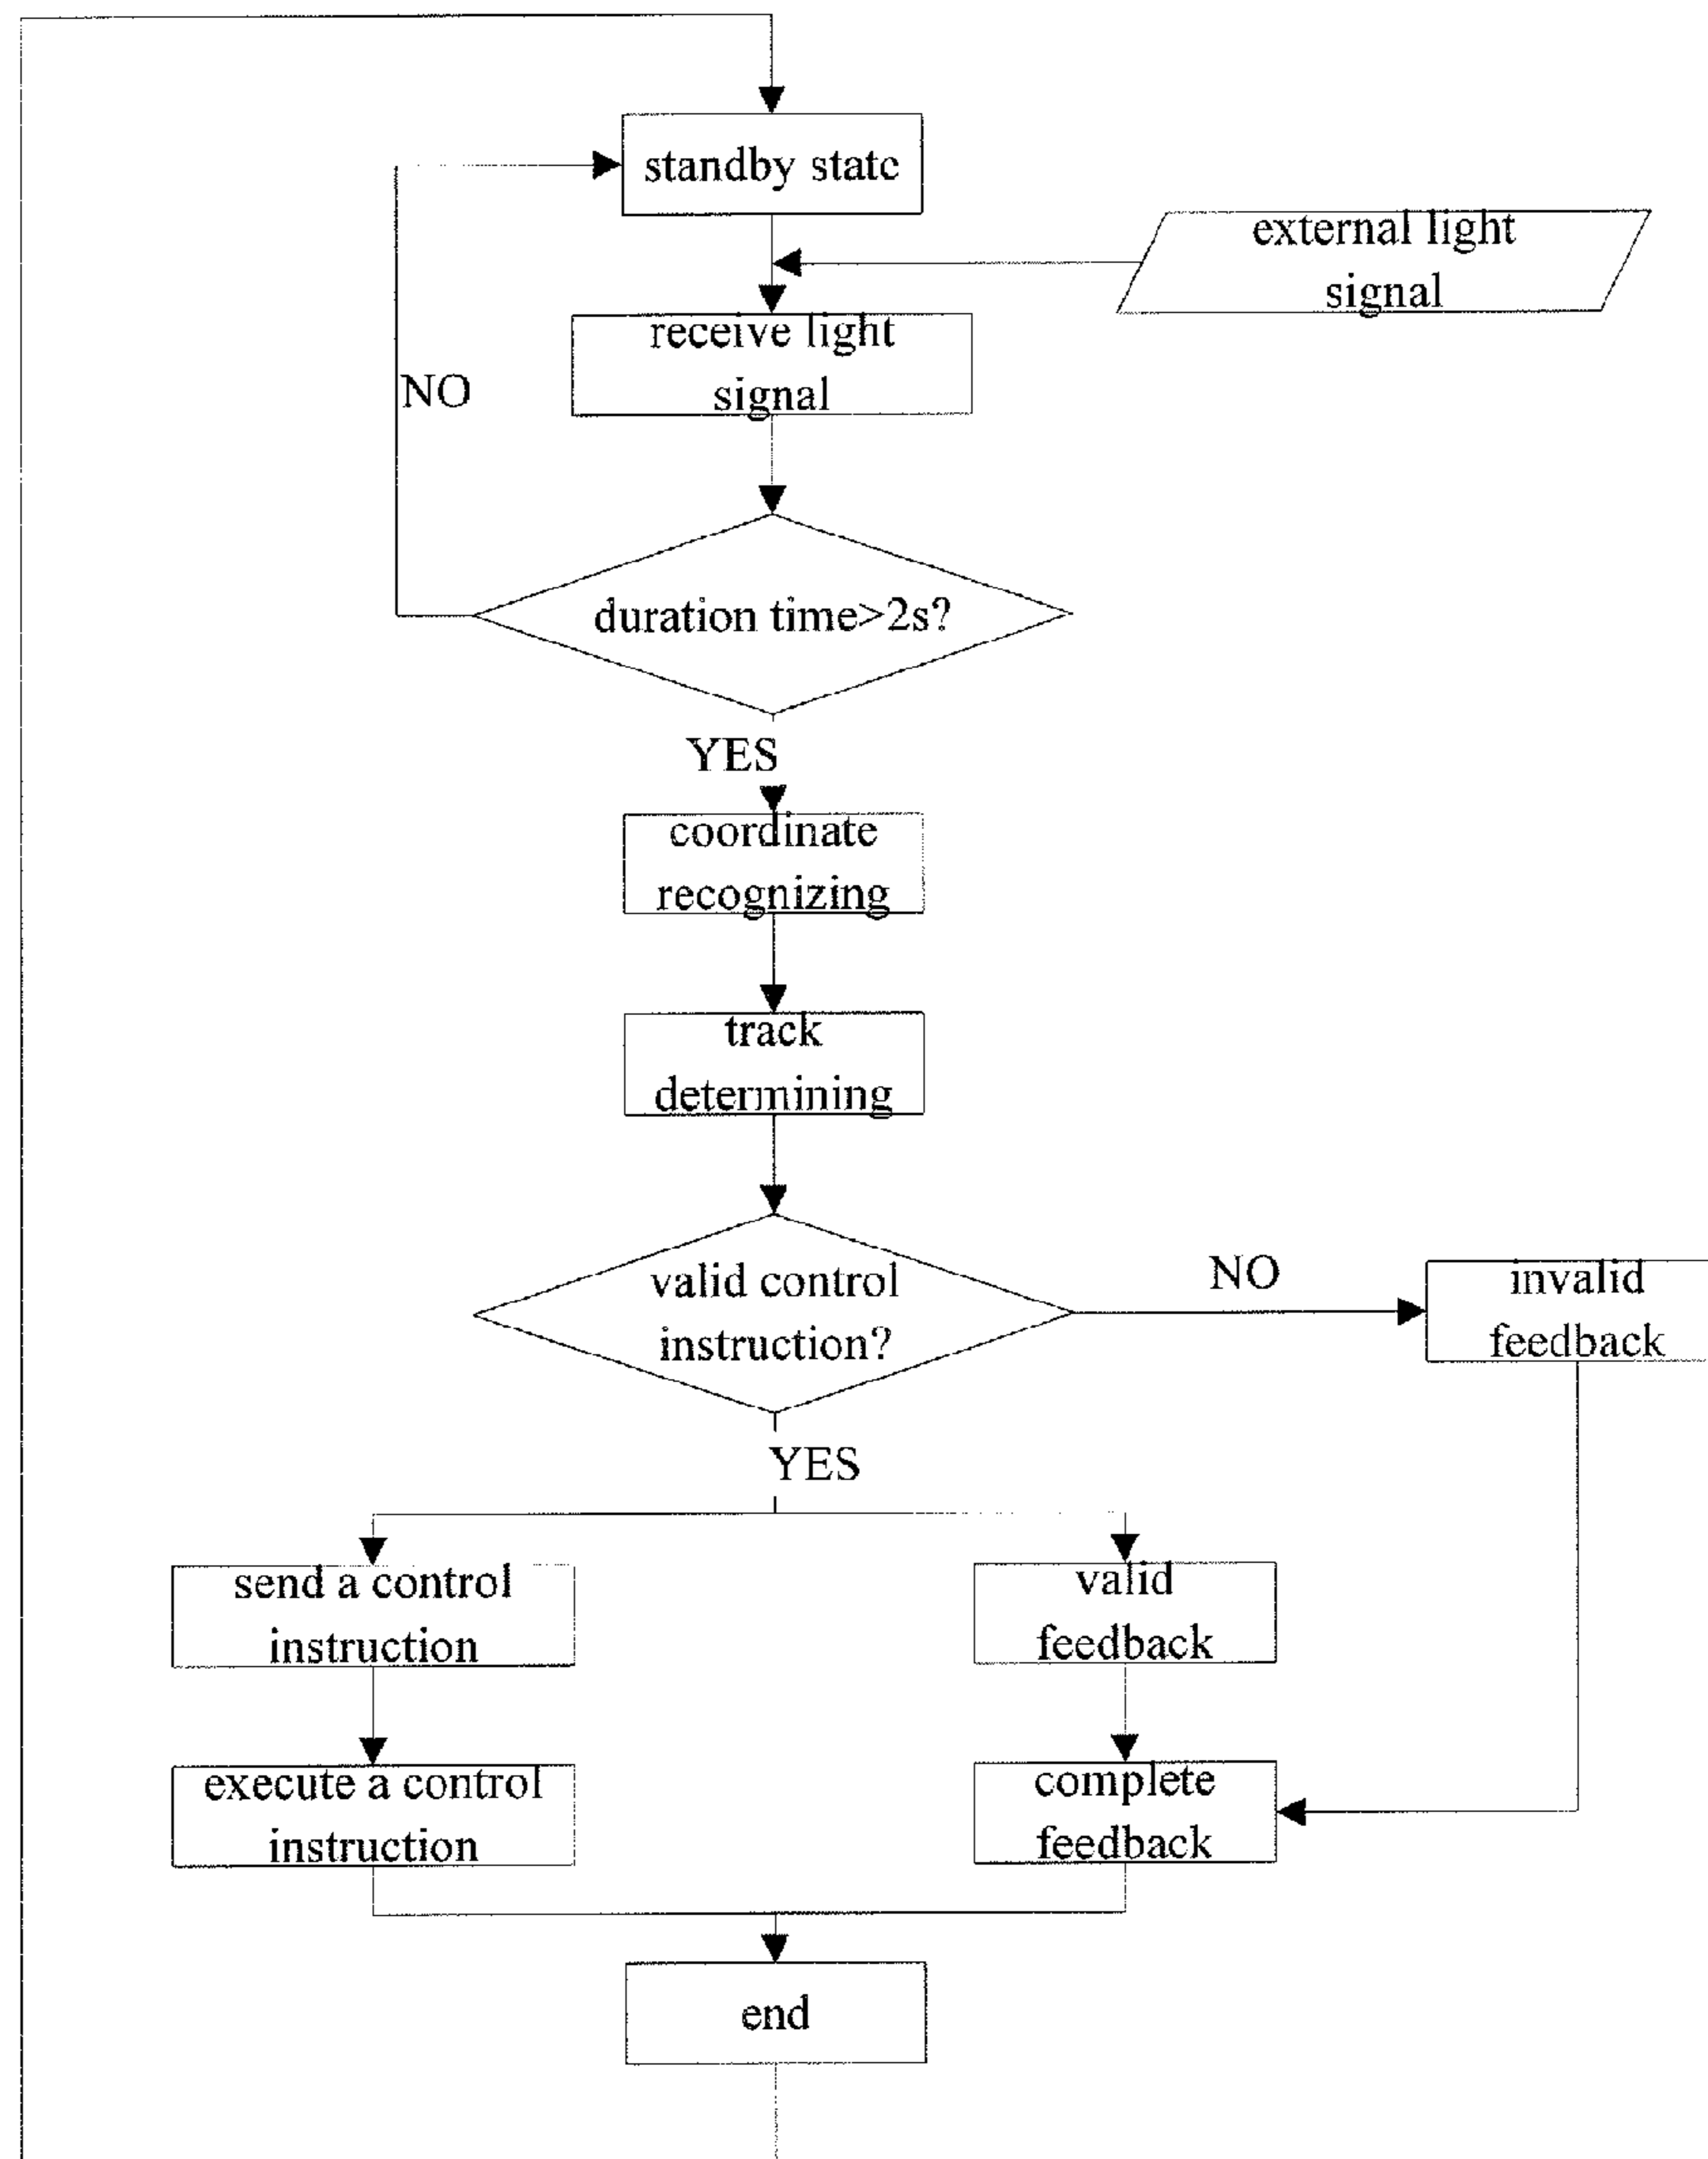 standby state
external light
signal
receive light
signal
NO
duration time>2s?
YES
coordinate
recognizing
track
determining
valid control
instruction?
NO
invalid
feedback
YES
send a control
instruction
valid
feedback
execute a control
instruction
complete
feedback
end